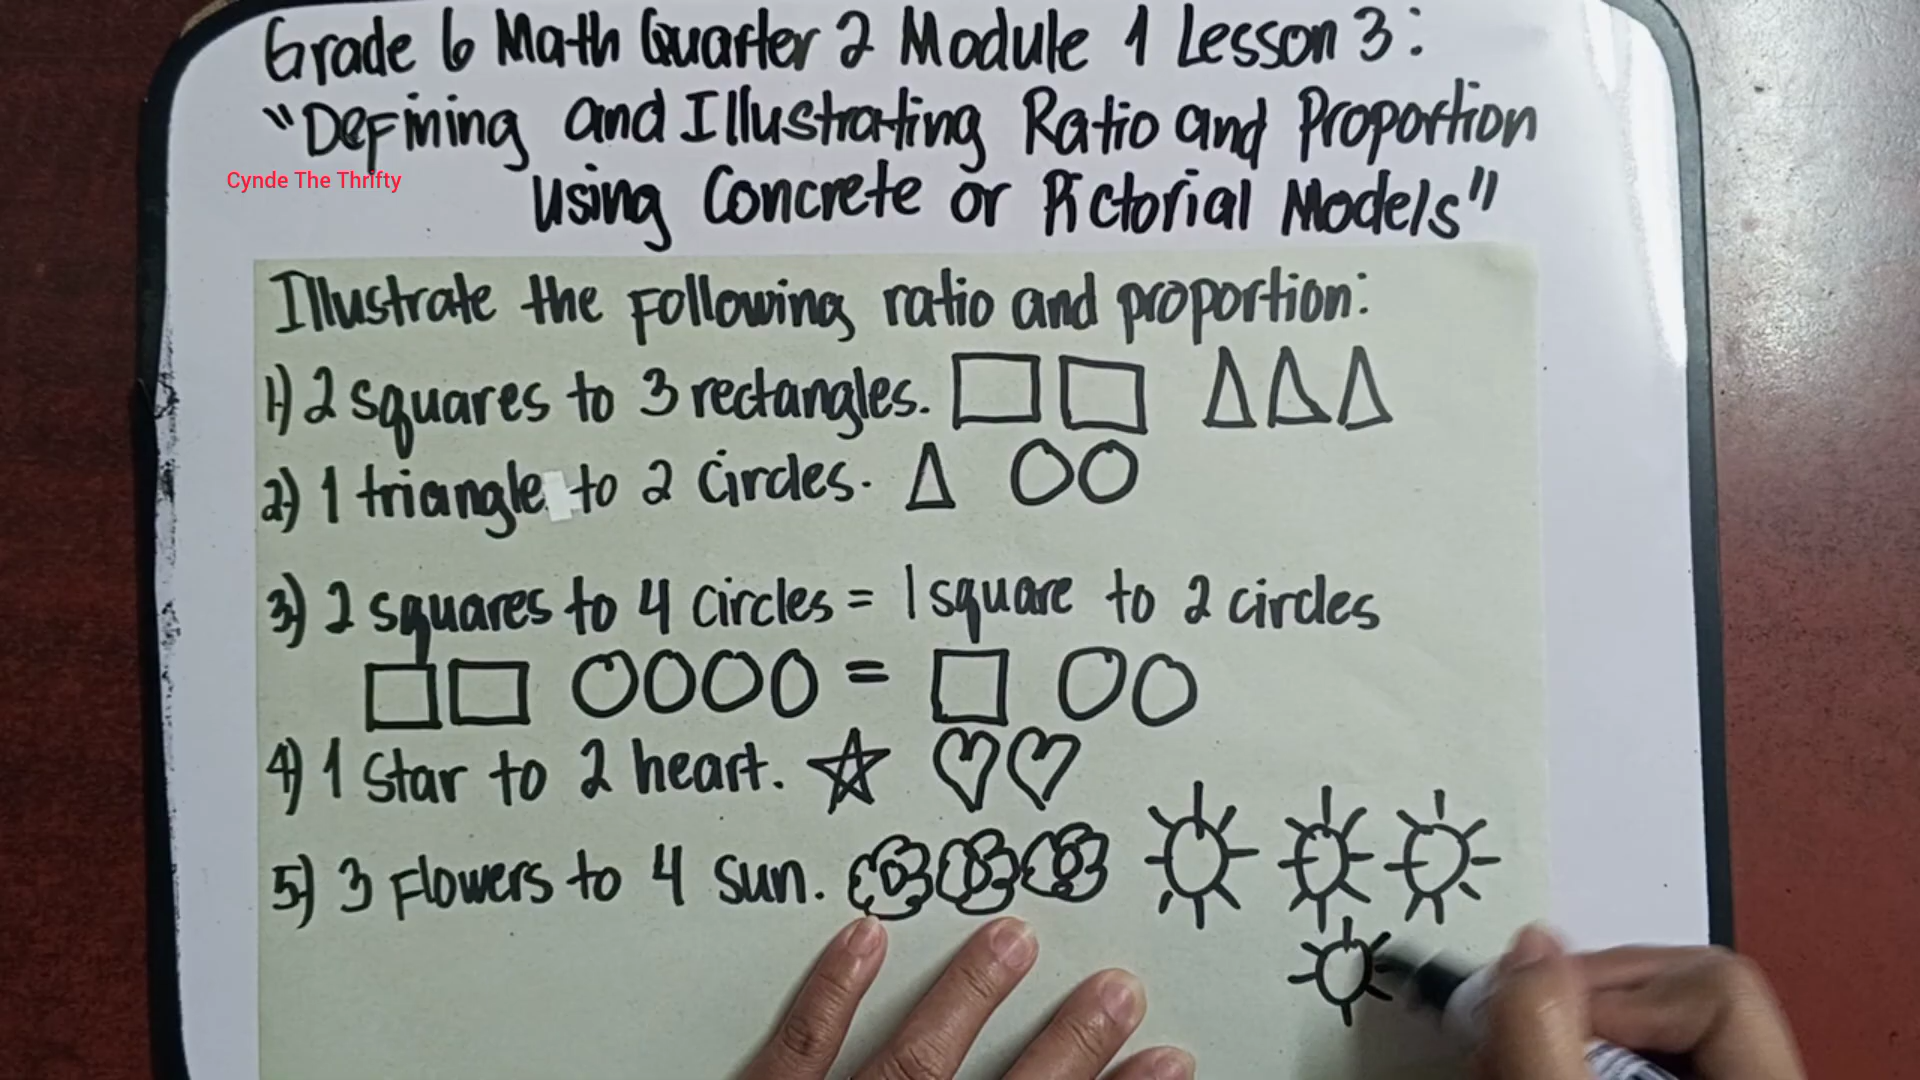 Grade 6 Math Quarter 2 Module 1 Lesson 3:
"Defining and Illustrating Ratio and Proportion
Cynde The Thrifty
using Concrete or Pictorial Models"
Illustrate the following ratio and proportion:
1) 2 squares to 3 rectangles.
2) 1 triangle to 2 Circles.
3) 2 squares to 4 circles = 1 square to 2 circles
=
4) 1 Star to 2 heart.
5) 3 Flowers to 4 sun.